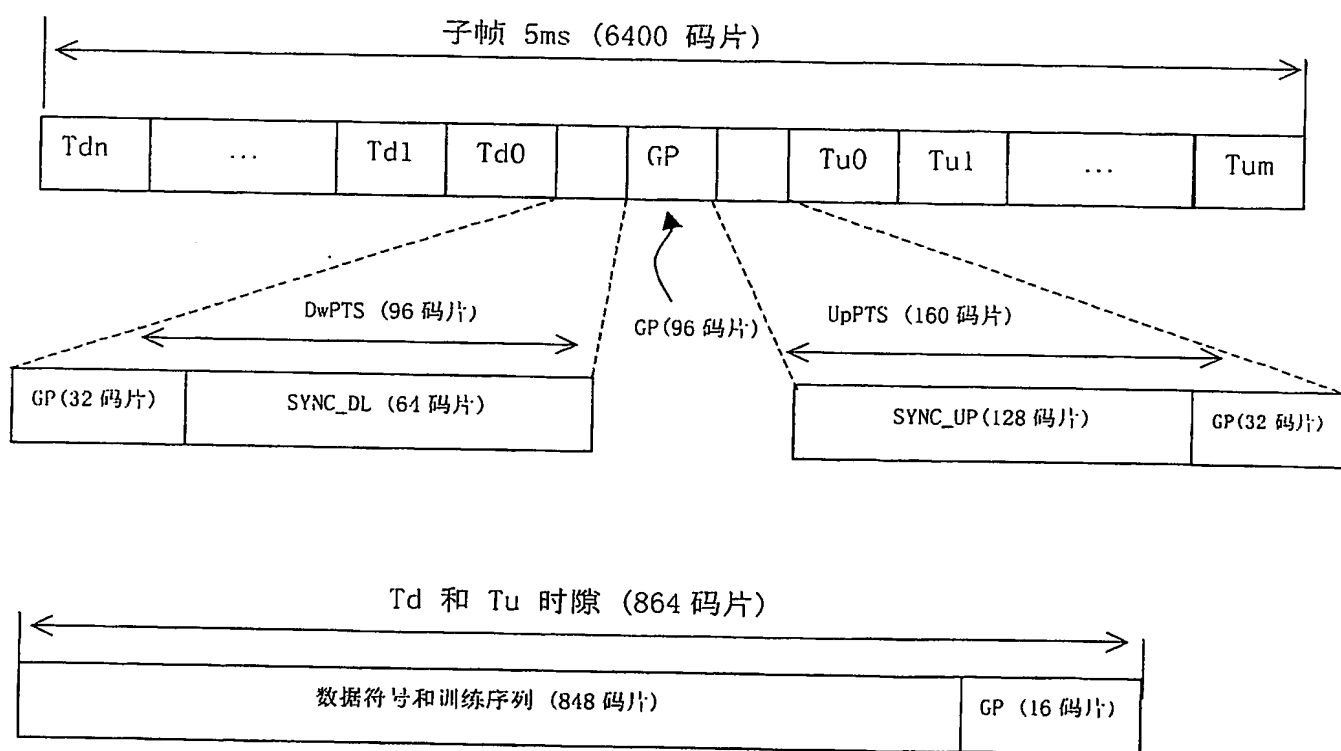 子帧 5ms (6400 码片)
Tdn ... Td1 Td0 GP Tu0 Tu1 ... Tum
DwPTS (96 码片)
GP(96 码片)
UpPTS (160 码片)
GP(32 码片) SYNC_DL (64 码片)
SYNC_UP(128 码片) GP(32 码片)
Td 和 Tu 时隙 (864 码片)
数据符号和训练序列 (848 码片) GP (16 码片)